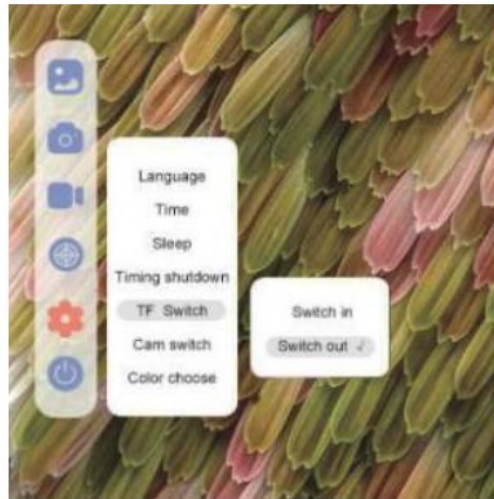 Language
Time
Sleep
Timing shutdown
TF Switch
Cam switch
Color choose
Switch in
Switch out ✓